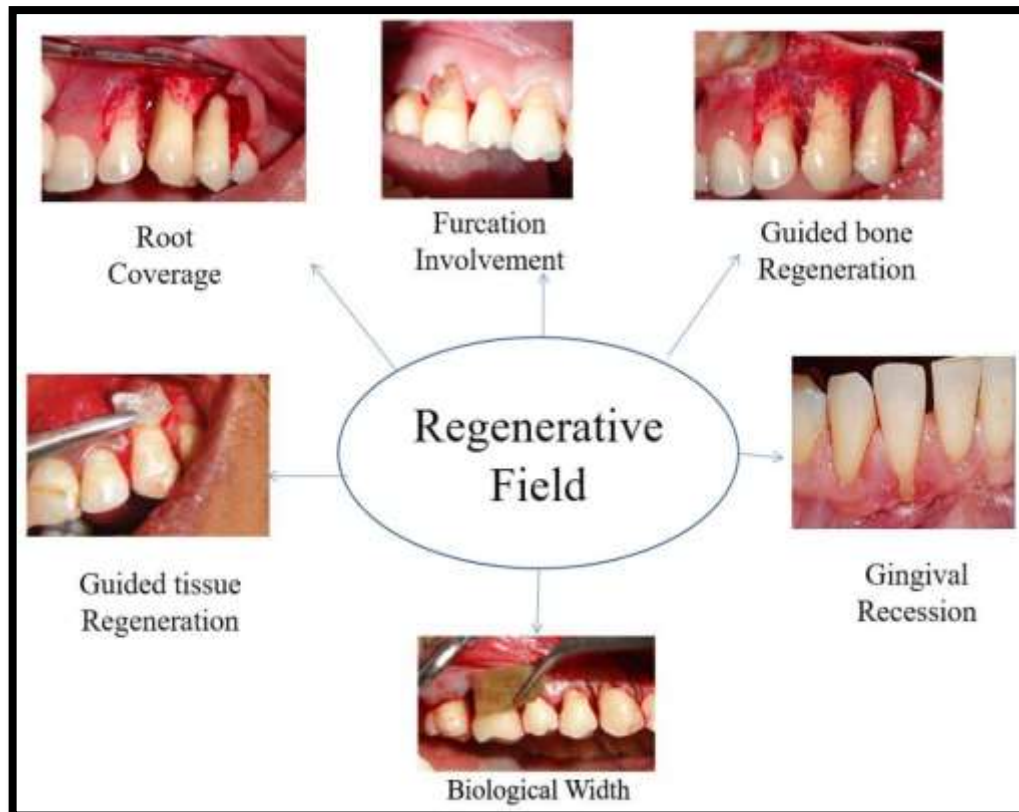 Root
Coverage
Furcation
Involvement
Guided bone
Regeneration
Regenerative
Field
Guided tissue
Regeneration
Gingival
Recession
Biological Width